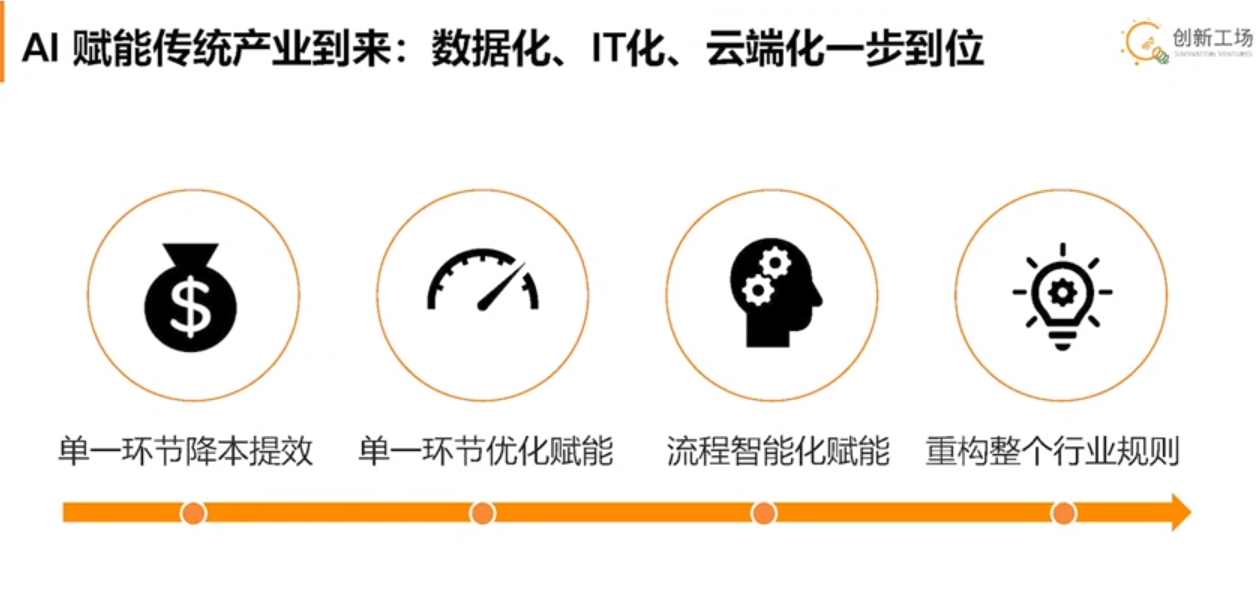 AI 赋能传统产业到来：数据化、IT化、云端化一步到位
创新工场
SINOVATION VENTURES
$
单一环节降本提效
单一环节优化赋能
流程智能化赋能
重构整个行业规则